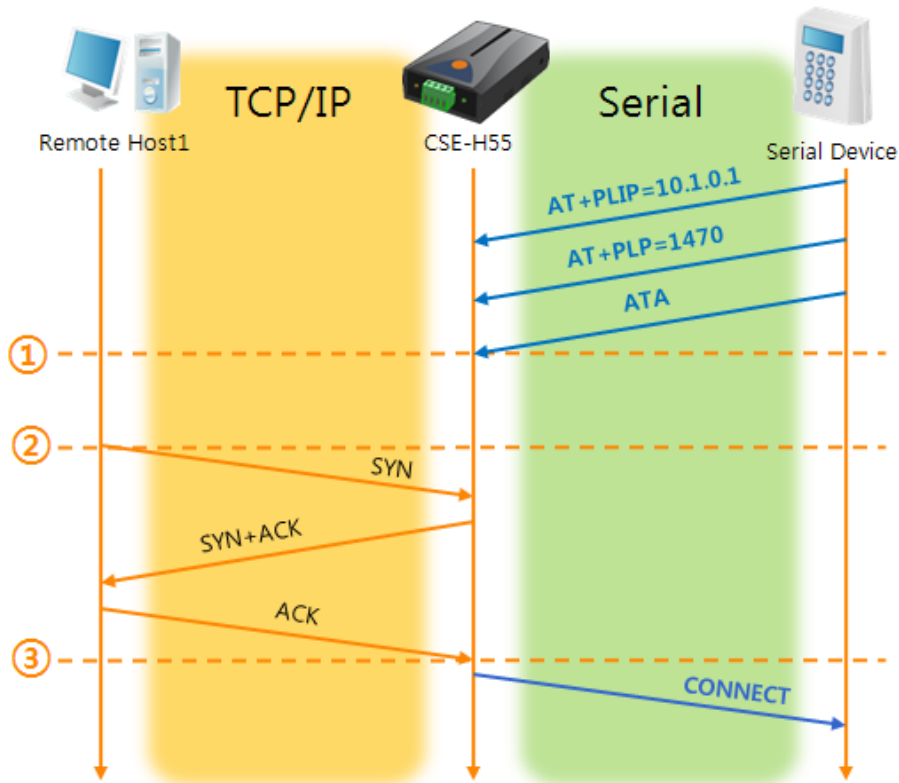 TCP/IP
Serial
Remote Host1
CSE-H55
Serial Device
AT+PLIP=10.1.0.1
AT+PLP=1470
ATA
①
②
SYN
SYN+ACK
ACK
③
CONNECT